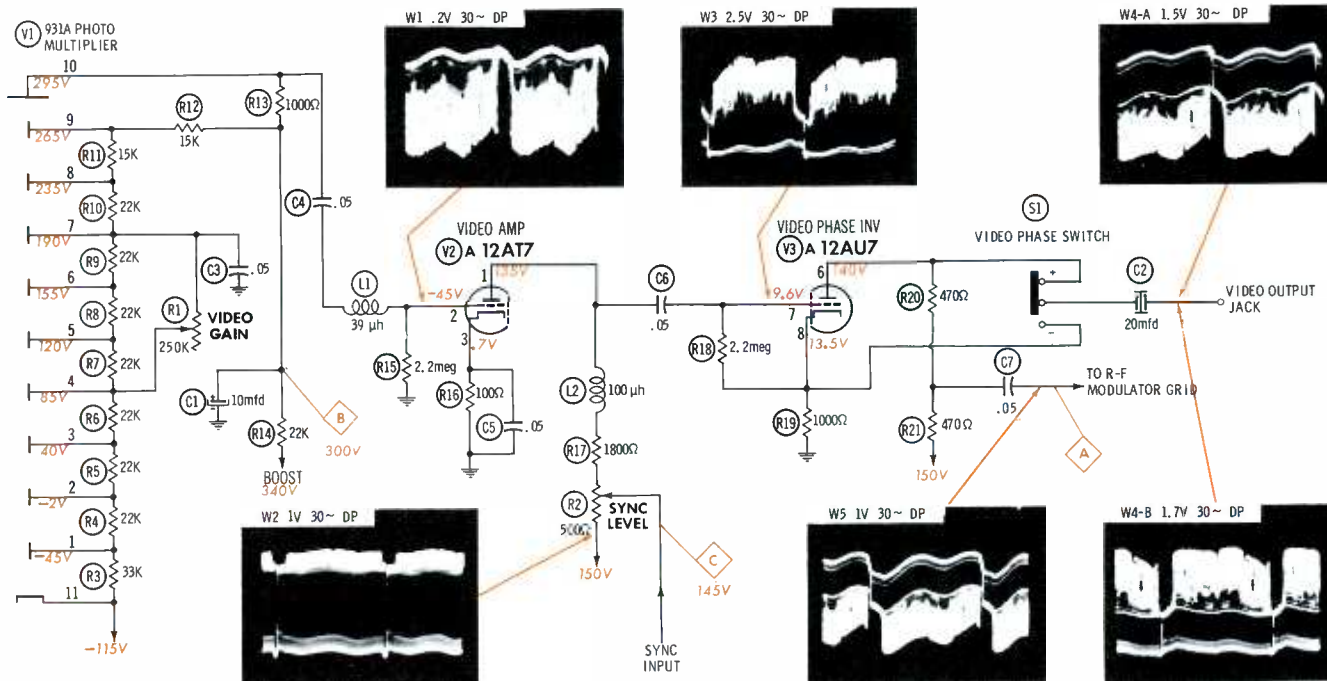 W1 .2V 30~ DP
W3 2.5V 30~ DP
W4-A 1.5V 30~ DP
V1 931A PHOTO
MULTIPLIER
10
295V
R13
1000Ω
R12
15K
9
265V
R11
15K
8
235V
R10
22K
7
190V
R9
22K
C3
.05
6
155V
R8
22K
R1
250K
VIDEO
GAIN
5
120V
R7
22K
4
85V
R6
22K
C1
10mfd
3
40V
R5
22K
R14
22K
B
300V
BOOST
340V
2
-2V
R4
22K
1
-45V
R3
33K
11
-115V
C4
.05
L1
39 µh
VIDEO AMP
V2 A 12AT7
1
135V
-.45V
2
3
.7V
R15
2.2meg
R16
100Ω
C5
.05
C6
.05
L2
100 µh
R17
1800Ω
R2
500Ω
SYNC
LEVEL
150V
C
145V
SYNC
INPUT
VIDEO PHASE INV
V3 A 12AU7
6
140V
9.6V
7
8
13.5V
R18
2.2meg
R19
1000Ω
R20
470Ω
C7
.05
R21
470Ω
150V
S1
VIDEO PHASE SWITCH
+
-
C2
20mfd
VIDEO OUTPUT
JACK
TO R-F
MODULATOR GRID
A
W2 1V 30~ DP
W5 1V 30~ DP
W4-B 1.7V 30~ DP